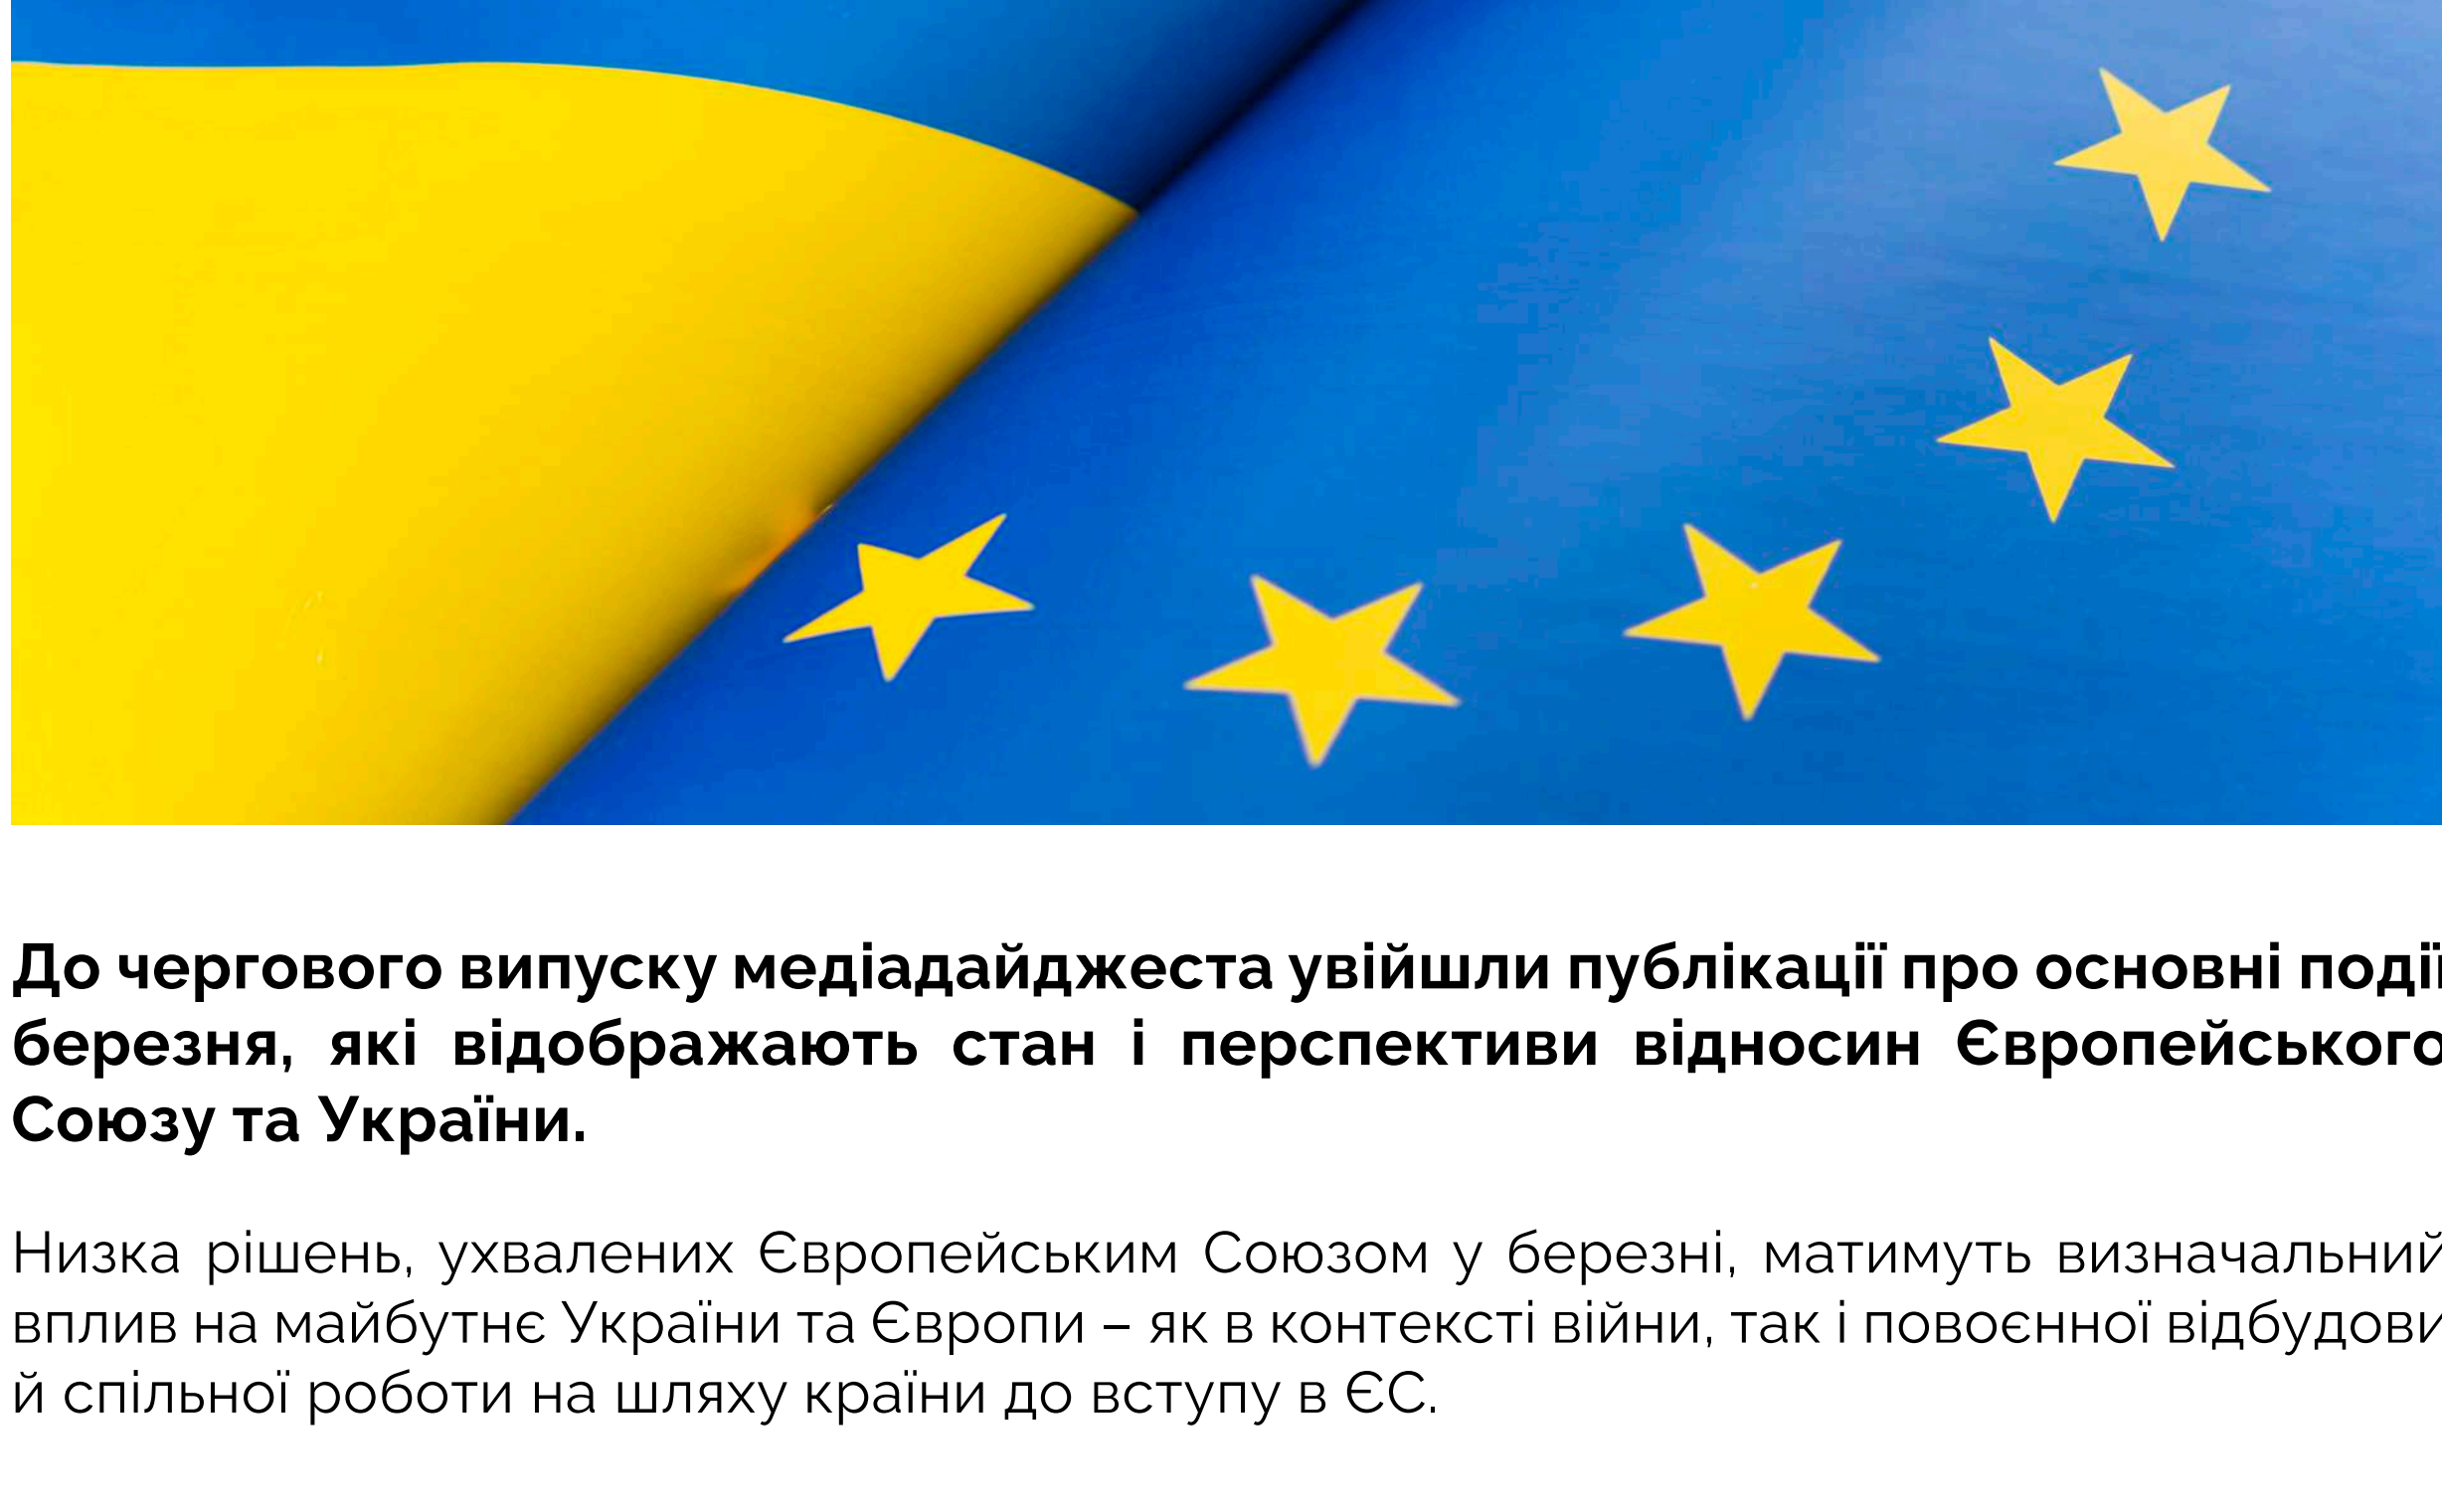 До чергового випуску медіадайджеста увійшли публікації про основні події
березня, які відображають стан і перспективи відносин Європейського
Союзу та України.
Низка рішень, ухвалених Європейським Союзом у березні, матимуть визначальний
вплив на майбутнє України та Європи – як в контексті війни, так і повоєнної відбудови
й спільної роботи на шляху країни до вступу в ЄС.